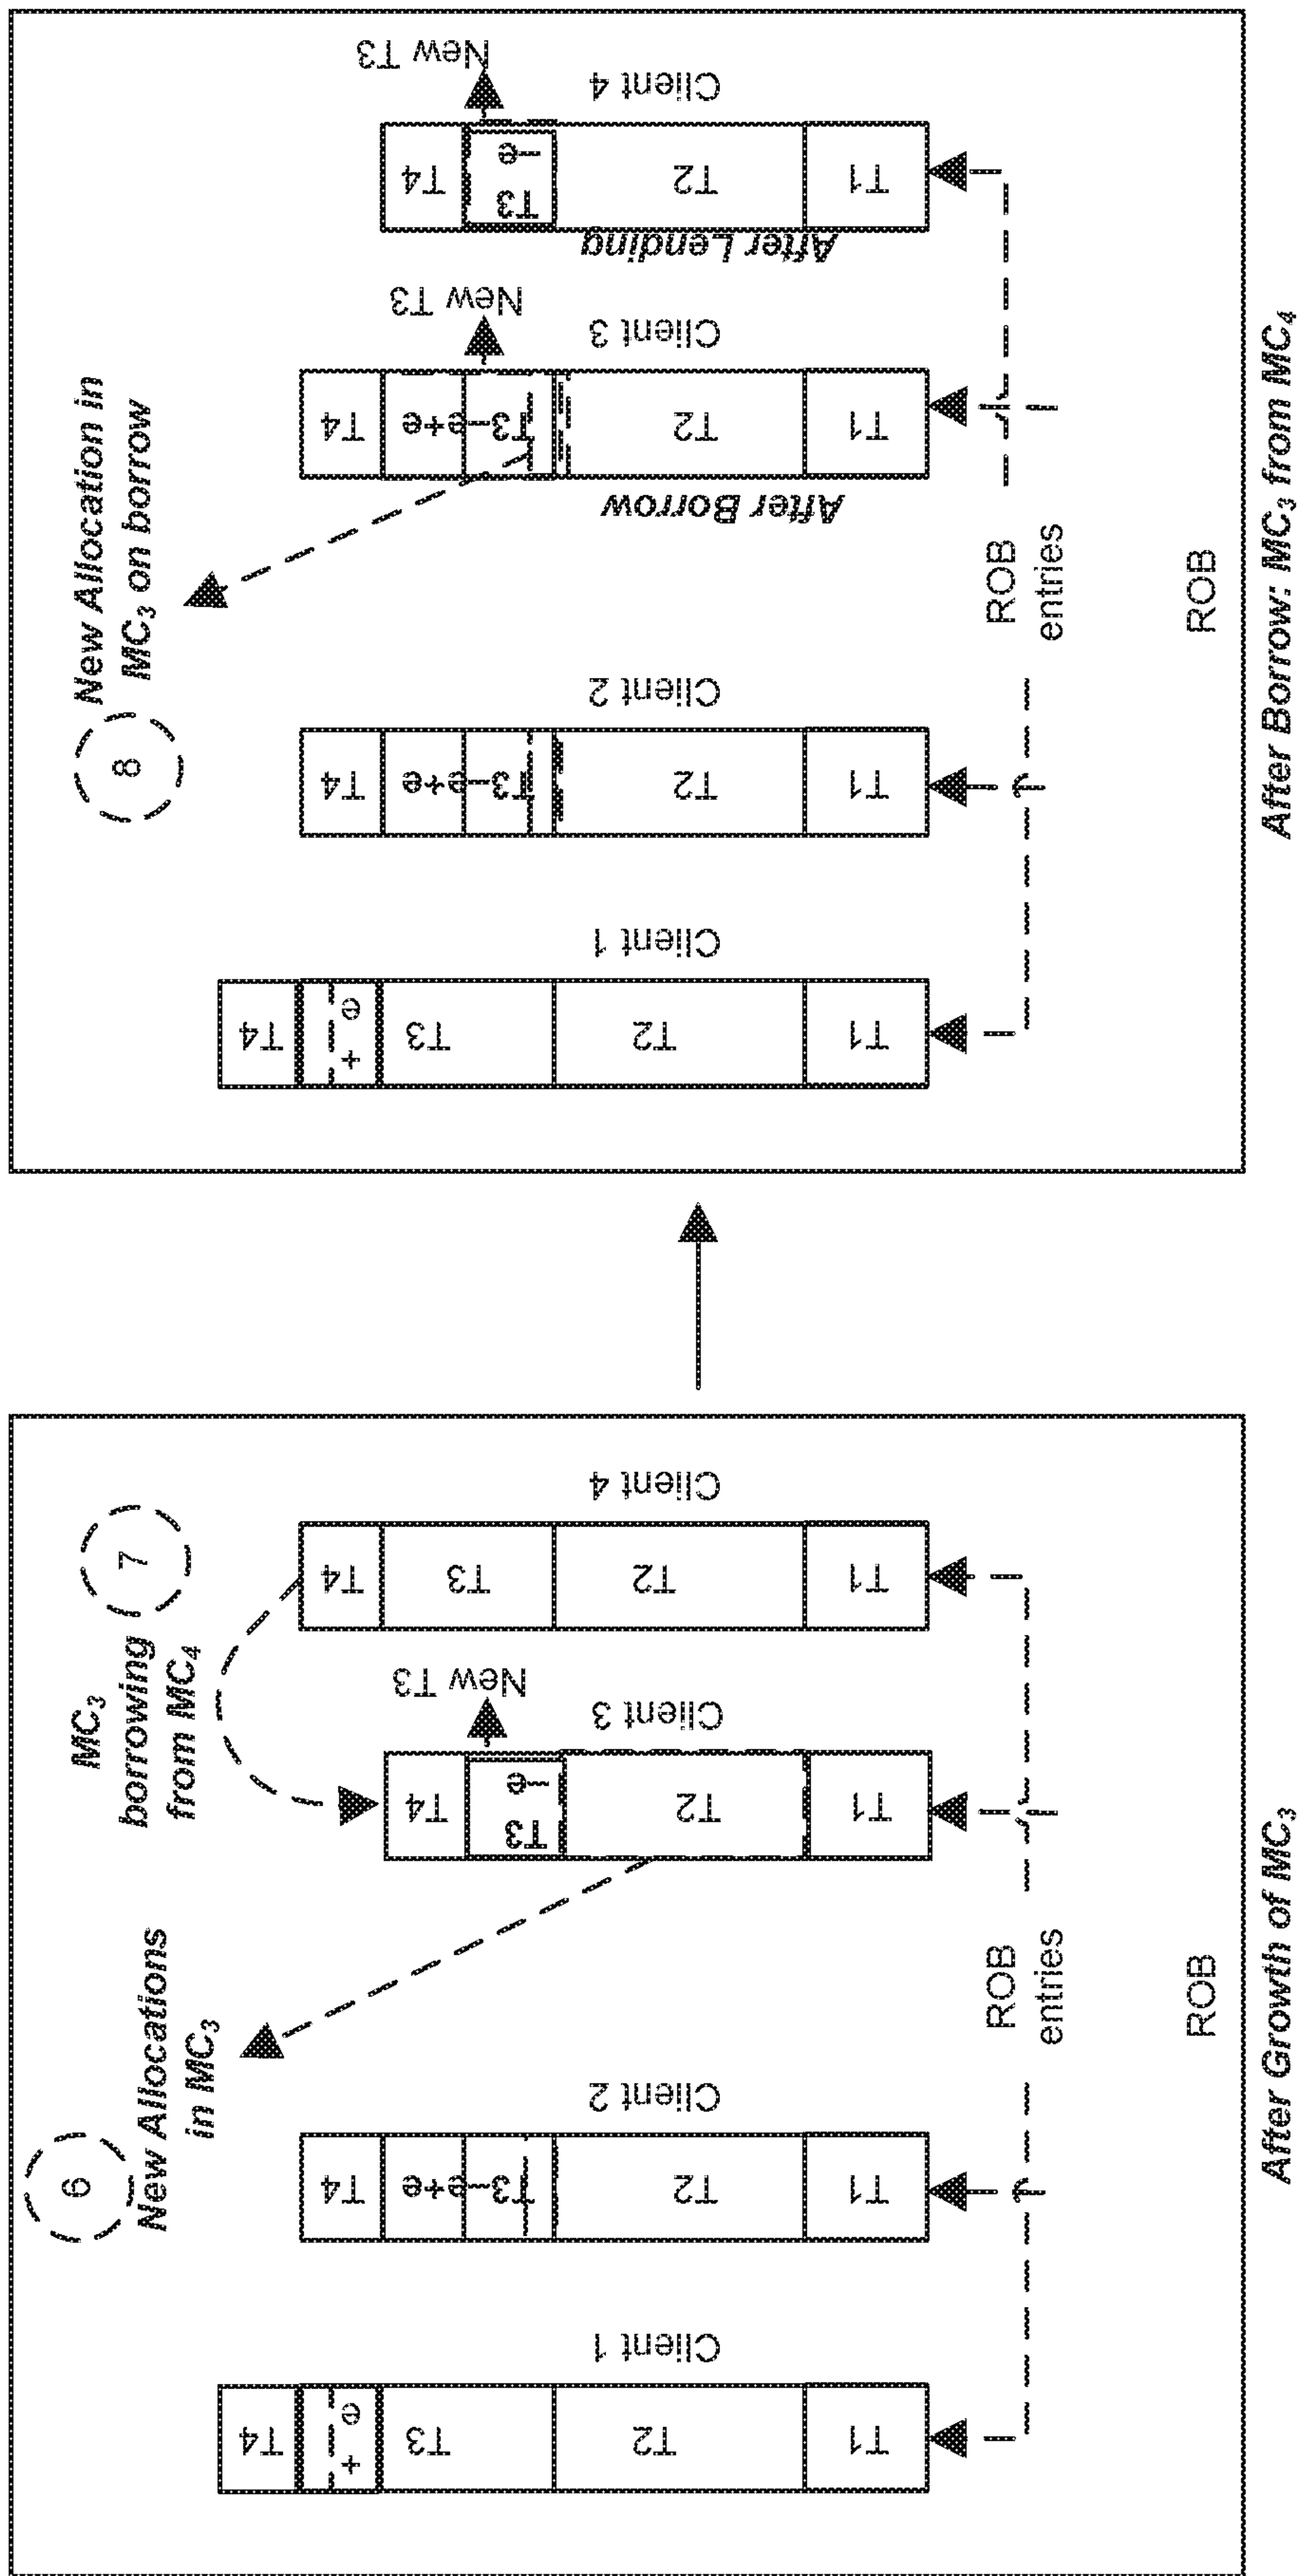 6
New Allocations
in MC3
MC3
borrowing
from MC4
7
T4
+ e
T3
T2
T1
Client 1
T4
e+e
T3-
T2
T1
Client 2
T4
T3 -e
T2
T1
New T3
Client 3
T4
T3
T2
T1
Client 4
ROB
entries
ROB
After Growth of MC3
8
New Allocation in
MC3 on borrow
T4
+ e
T3
T2
T1
Client 1
T4
e+e
T3-
T2
T1
Client 2
T4
e+e
T3-
T2
T1
New T3
Client 3
After Borrow
T4
T3 -e
T2
T1
New T3
Client 4
After Lending
ROB
entries
ROB
After Borrow: MC3 from MC4